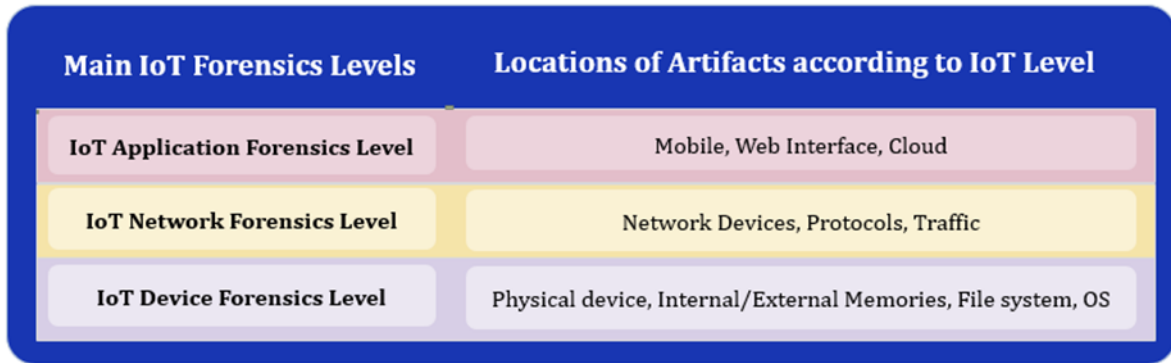 Main IoT Forensics Levels
Locations of Artifacts according to IoT Level
IoT Application Forensics Level
Mobile, Web Interface, Cloud
IoT Network Forensics Level
Network Devices, Protocols, Traffic
IoT Device Forensics Level
Physical device, Internal/External Memories, File system, OS